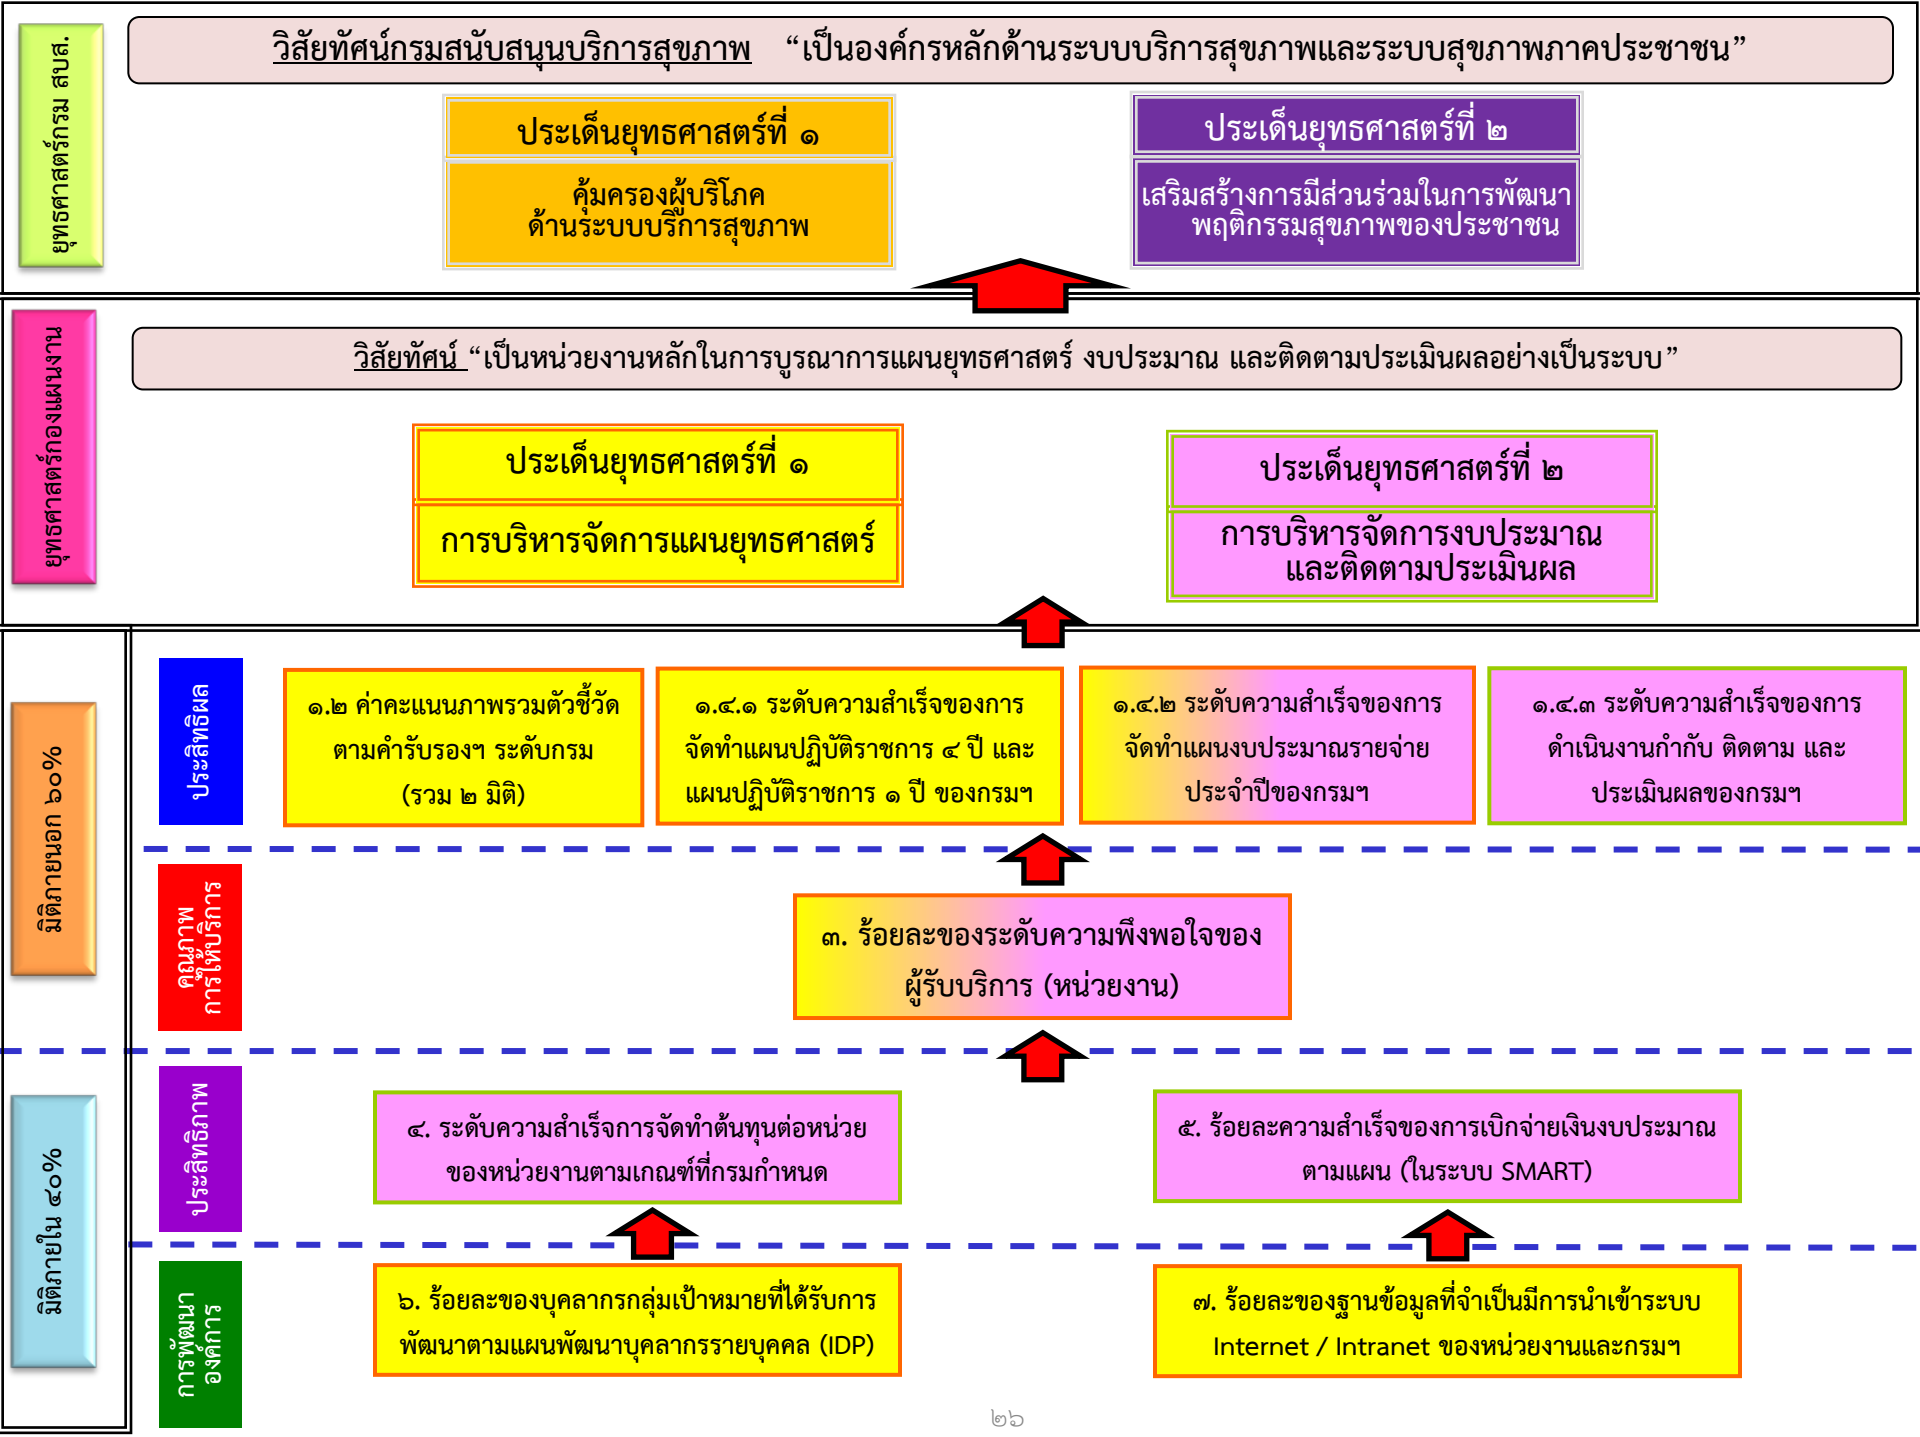 ยุทธศาสตร์กรม สบส.
วิสัยทัศน์กรมสนับสนุนบริการสุขภาพ “เป็นองค์กรหลักด้านระบบบริการสุขภาพและระบบสุขภาพภาคประชาชน”
ประเด็นยุทธศาสตร์ที่ ๑
คุ้มครองผู้บริโภค
ด้านระบบบริการสุขภาพ
ประเด็นยุทธศาสตร์ที่ ๒
เสริมสร้างการมีส่วนร่วมในการพัฒนา
พฤติกรรมสุขภาพของประชาชน
ยุทธศาสตร์กองแผนงาน
วิสัยทัศน์ “เป็นหน่วยงานหลักในการบูรณาการแผนยุทธศาสตร์ งบประมาณ และติดตามประเมินผลอย่างเป็นระบบ”
ประเด็นยุทธศาสตร์ที่ ๑
การบริหารจัดการแผนยุทธศาสตร์
ประเด็นยุทธศาสตร์ที่ ๒
การบริหารจัดการงบประมาณ
และติดตามประเมินผล
มิติภายนอก ๖๐%
ประสิทธิผล
๑.๒ ค่าคะแนนภาพรวมตัวชี้วัด
ตามคำรับรองฯ ระดับกรม
(รวม ๒ มิติ)
๑.๔.๑ ระดับความสำเร็จของการ
จัดทำแผนปฏิบัติราชการ ๔ ปี และ
แผนปฏิบัติราชการ ๑ ปี ของกรมฯ
๑.๔.๒ ระดับความสำเร็จของการ
จัดทำแผนงบประมาณรายจ่าย
ประจำปีของกรมฯ
๑.๔.๓ ระดับความสำเร็จของการ
ดำเนินงานกำกับ ติดตาม และ
ประเมินผลของกรมฯ
คุณภาพ
การให้บริการ
๓. ร้อยละของระดับความพึงพอใจของ
ผู้รับบริการ (หน่วยงาน)
มิติภายใน ๔๐%
ประสิทธิภาพ
๔. ระดับความสำเร็จการจัดทำต้นทุนต่อหน่วย
ของหน่วยงานตามเกณฑ์ที่กรมกำหนด
๕. ร้อยละความสำเร็จของการเบิกจ่ายเงินงบประมาณ
ตามแผน (ในระบบ SMART)
การพัฒนา
องค์การ
๖. ร้อยละของบุคลากรกลุ่มเป้าหมายที่ได้รับการ
พัฒนาตามแผนพัฒนาบุคลากรรายบุคคล (IDP)
๗. ร้อยละของฐานข้อมูลที่จำเป็นมีการนำเข้าระบบ
Internet / Intranet ของหน่วยงานและกรมฯ
๒๖